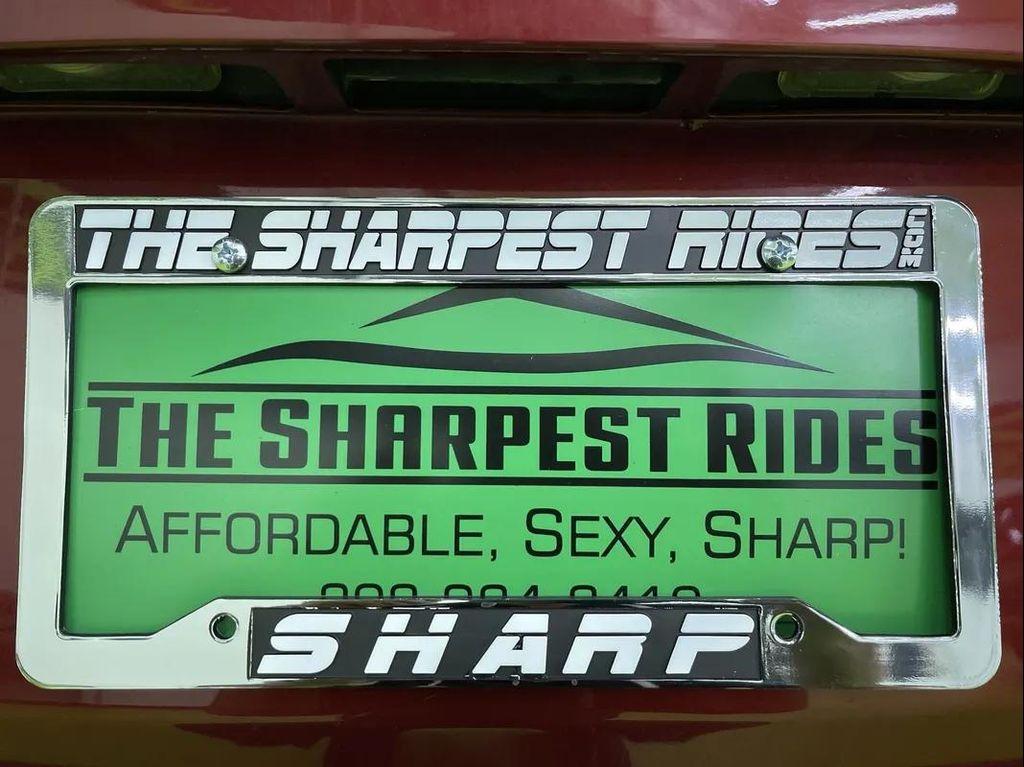 THE SHARPEST RIDES.COM
THE SHARPEST RIDES
AFFORDABLE, SEXY, SHARP!
SHARP